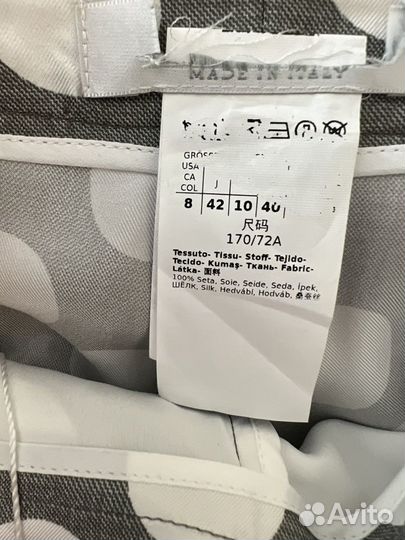 MADE IN ITALY
GRÖSS
USA
CA
COL
J
8 42 10 40
尺码
170/72A
Tessuto- Tissu- Stoff- Tejido-
Tecido- Kumaş- Ткань- Fabric-
Látka- 面料
100% Seta, Soie, Seide, Seda, İpek,
ШЁЛК, Silk, Hedvábí, Hodváb, 桑蚕丝
Avito